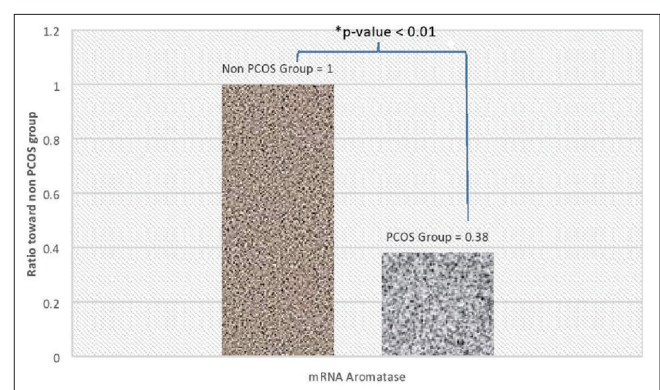 *p-value < 0.01
Non PCOS Group = 1
PCOS Group = 0.38
Ratio toward non PCOS group
1.2
1
0.8
0.6
0.4
0.2
0
mRNA Aromatase